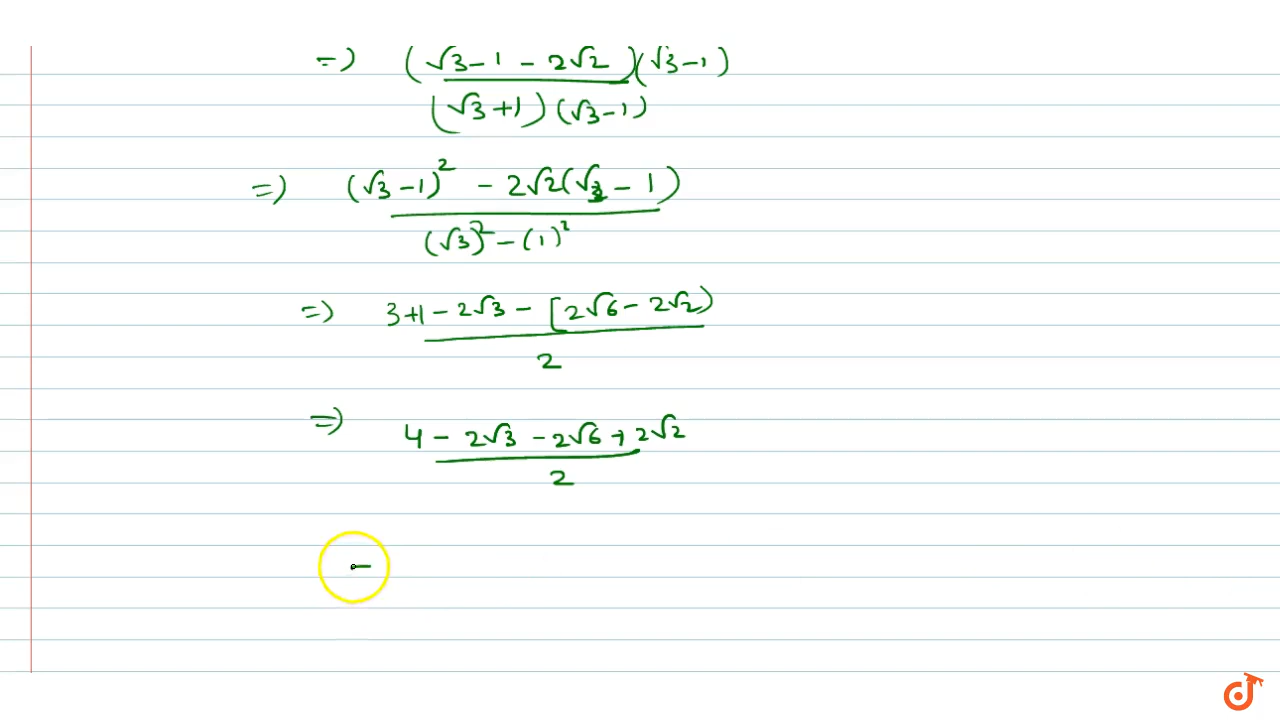 => (√3 - 1 - 2√2)(√3 - 1)
(√3 + 1)(√3 - 1)
=> (√3 - 1)² - 2√2(√3 - 1)
(√3)² - (1)²
=> 3+1 - 2√3 - [2√6 - 2√2)
2
=> 4 - 2√3 - 2√6 + 2√2
2
-